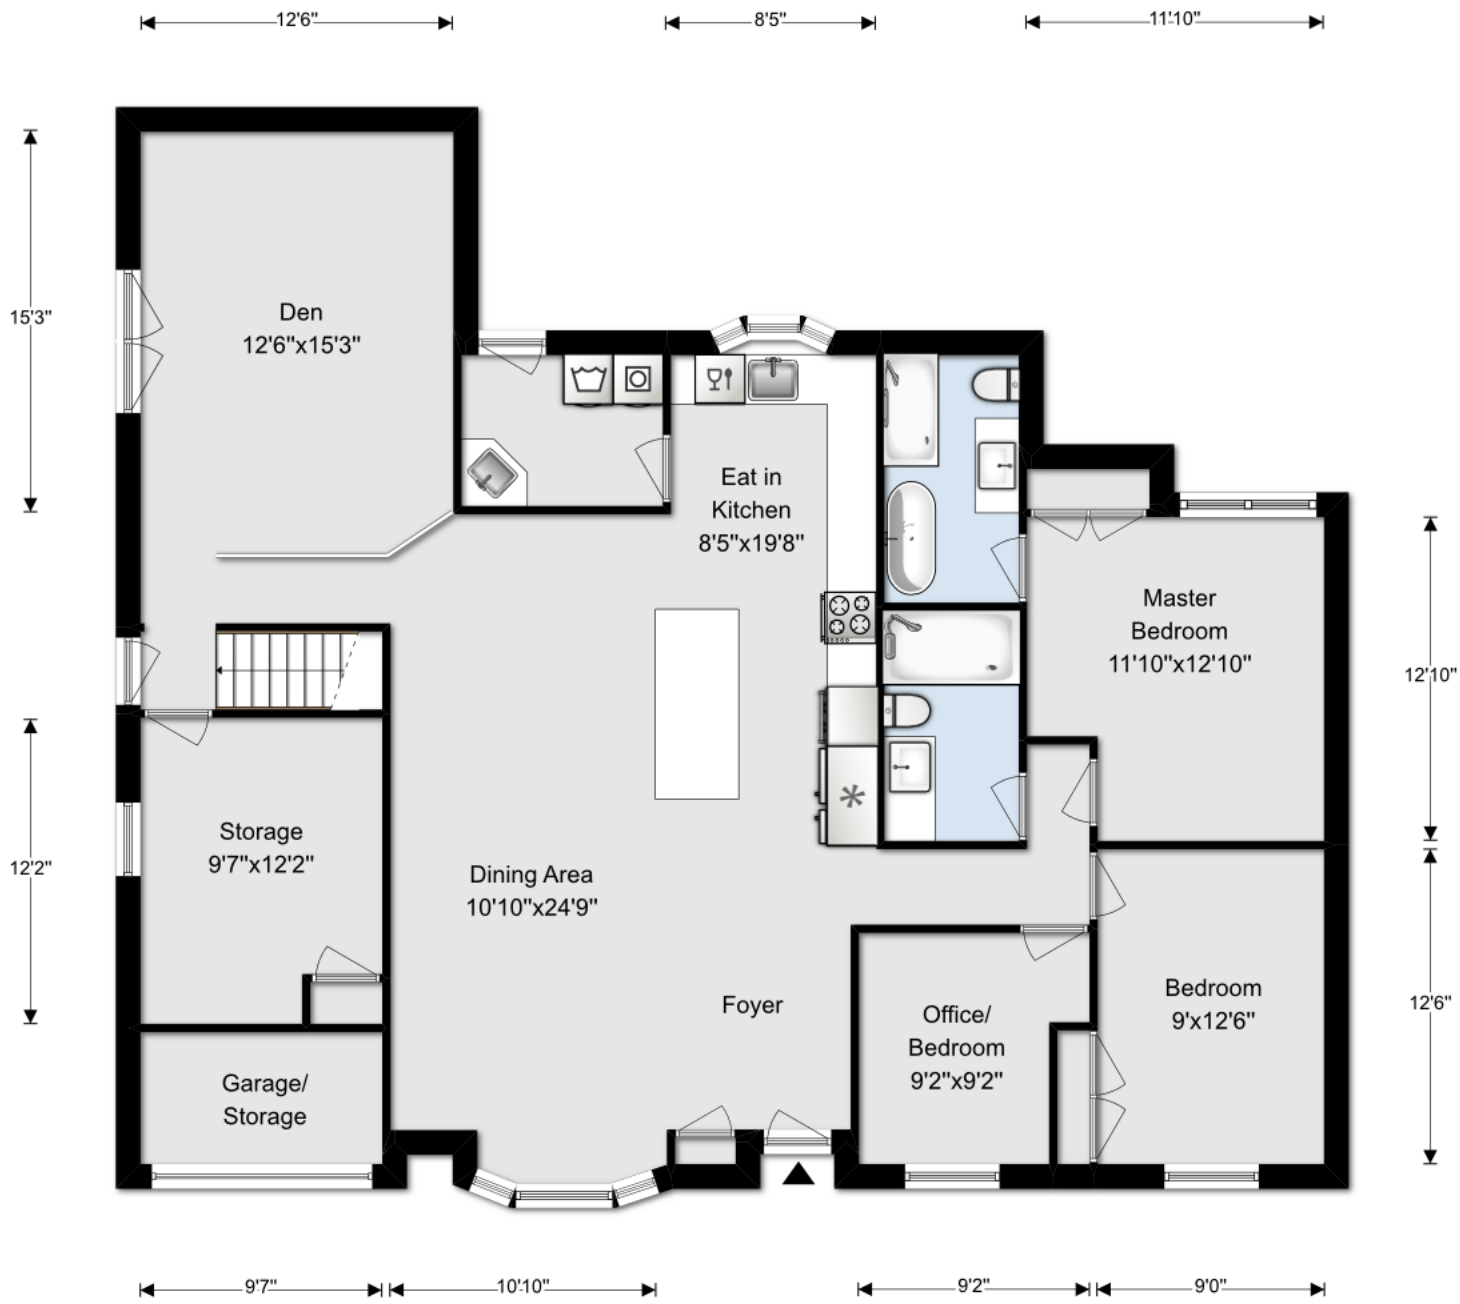 12'6"
8'5"
11'10"
15'3"
Den
12'6"x15'3"
Eat in
Kitchen
8'5"x19'8"
Master
Bedroom
11'10"x12'10"
12'10"
Storage
9'7"x12'2"
12'2"
Dining Area
10'10"x24'9"
Foyer
Office/
Bedroom
9'2"x9'2"
Bedroom
9'x12'6"
12'6"
Garage/
Storage
9'7"
10'10"
9'2"
9'0"